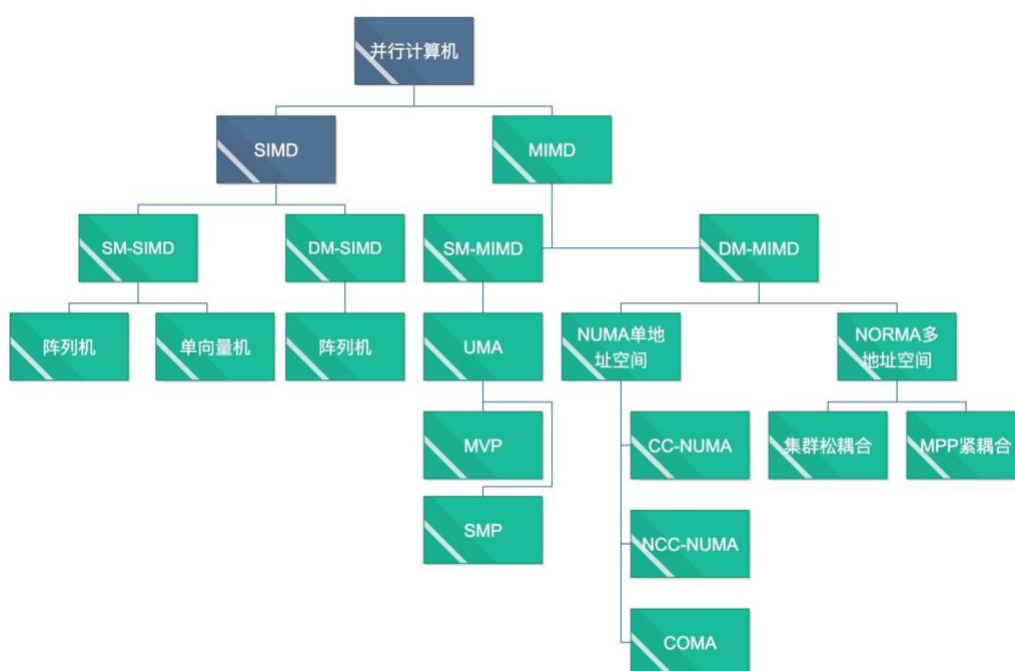 并行计算机
SIMD
MIMD
SM-SIMD
DM-SIMD
SM-MIMD
DM-MIMD
阵列机
单向量机
阵列机
UMA
NUMA单地
址空间
NORMA多
地址空间
MVP
CC-NUMA
集群松耦合
MPP紧耦合
SMP
NCC-NUMA
COMA